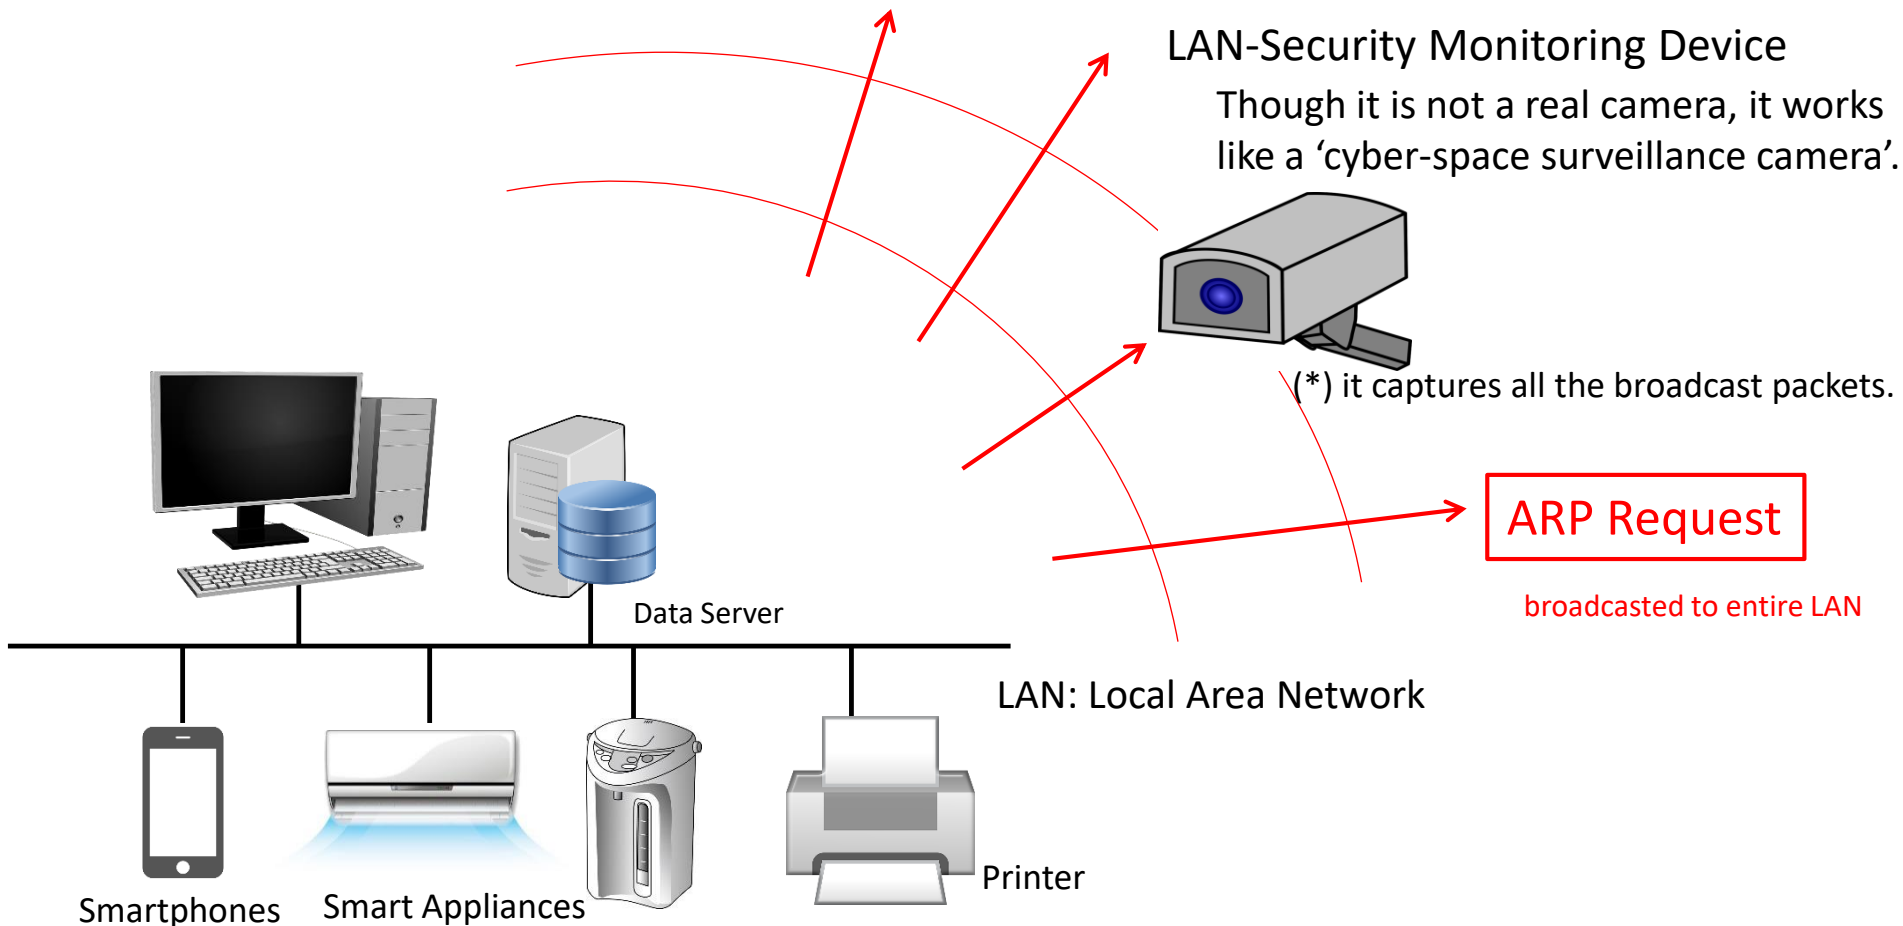 LAN-Security Monitoring Device
Though it is not a real camera, it works
like a ‘cyber-space surveillance camera’.
(*) it captures all the broadcast packets.
ARP Request
broadcasted to entire LAN
Data Server
LAN: Local Area Network
Printer
Smartphones
Smart Appliances